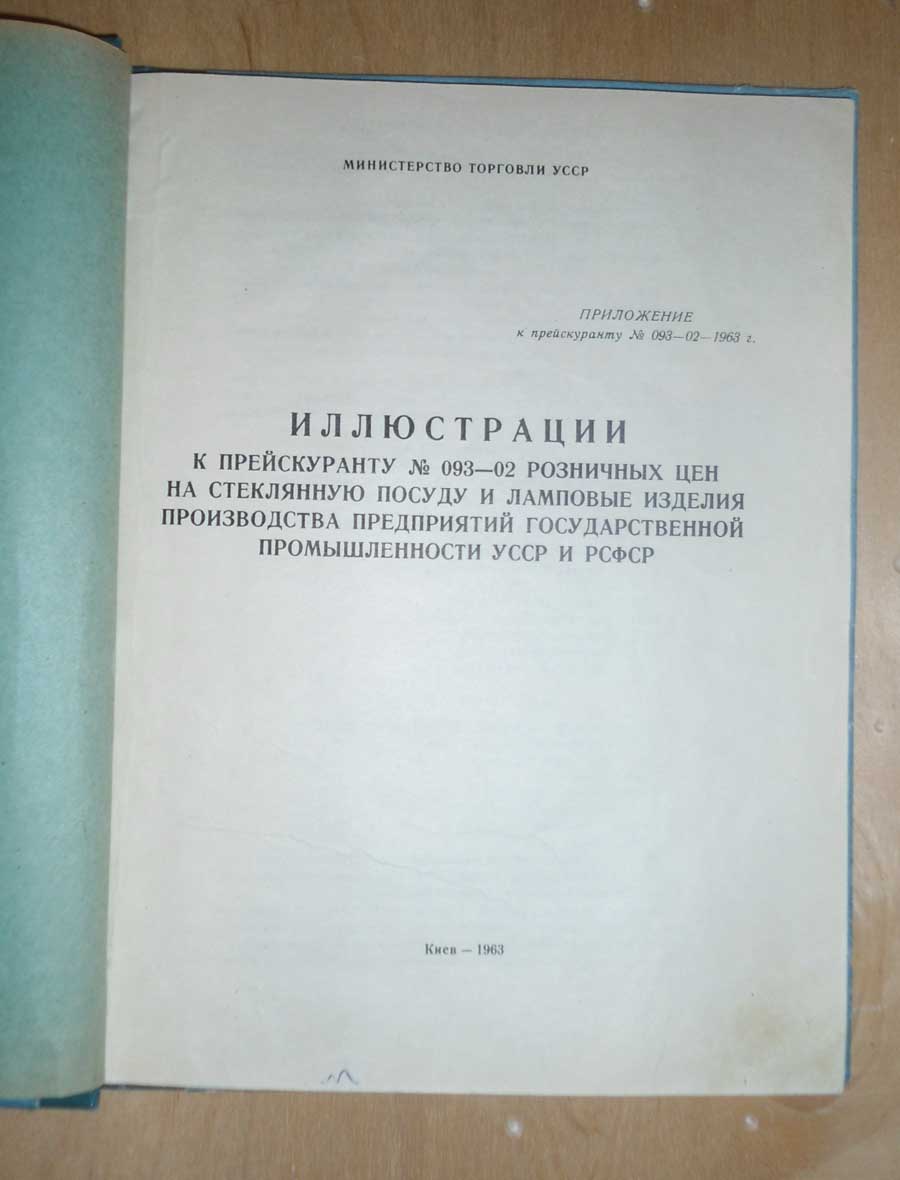 МИНИСТЕРСТВО ТОРГОВЛИ УССР
ПРИЛОЖЕНИЕ
к прейскуранту № 093—02—1963 г.
ИЛЛЮСТРАЦИИ
К ПРЕЙСКУРАНТУ № 093—02 РОЗНИЧНЫХ ЦЕН
НА СТЕКЛЯННУЮ ПОСУДУ И ЛАМПОВЫЕ ИЗДЕЛИЯ
ПРОИЗВОДСТВА ПРЕДПРИЯТИЙ ГОСУДАРСТВЕННОЙ
ПРОМЫШЛЕННОСТИ УССР И РСФСР
Киев — 1963